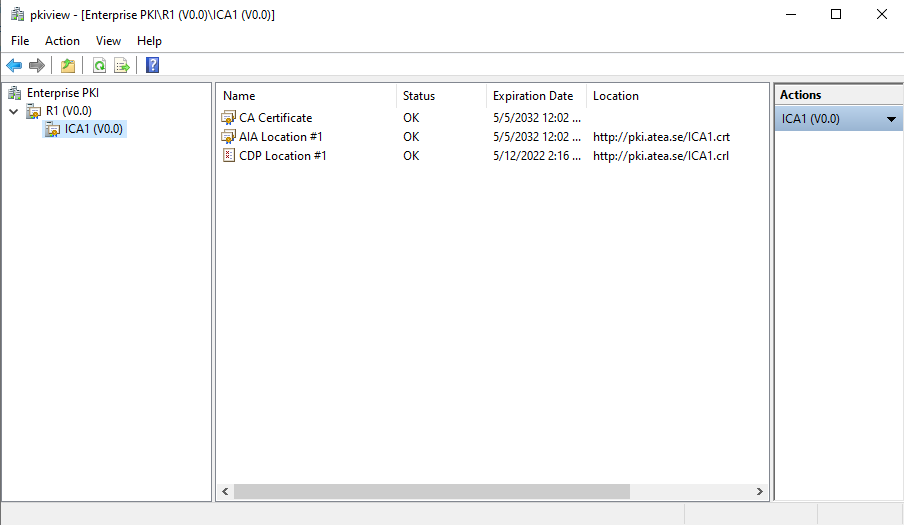 pkiview - [Enterprise PKI\R1 (V0.0)\ICA1 (V0.0)]
File Action View Help
Enterprise PKI
R1 (V0.0)
ICA1 (V0.0)
Name Status Expiration Date Location
CA Certificate OK 5/5/2032 12:02 ...
AIA Location #1 OK 5/5/2032 12:02 ... http://pki.atea.se/ICA1.crt
CDP Location #1 OK 5/12/2022 2:16 ... http://pki.atea.se/ICA1.crl
Actions
ICA1 (V0.0)